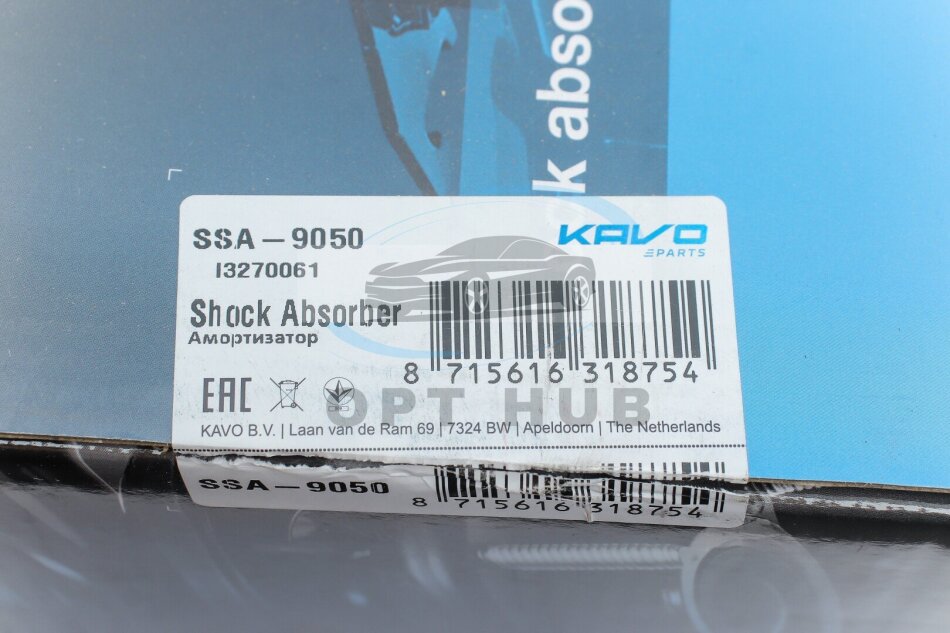 k abso
SSA-9050
KAVO
PARTS
13270061
Shock Absorber
Амортизатор
8 715616 318754
EAC
OPT HUB
KAVO B.V. | Laan van de Ram 69 | 7324 BW | Apeldoorn | The Netherlands
SSA-9050
8 715616 318754